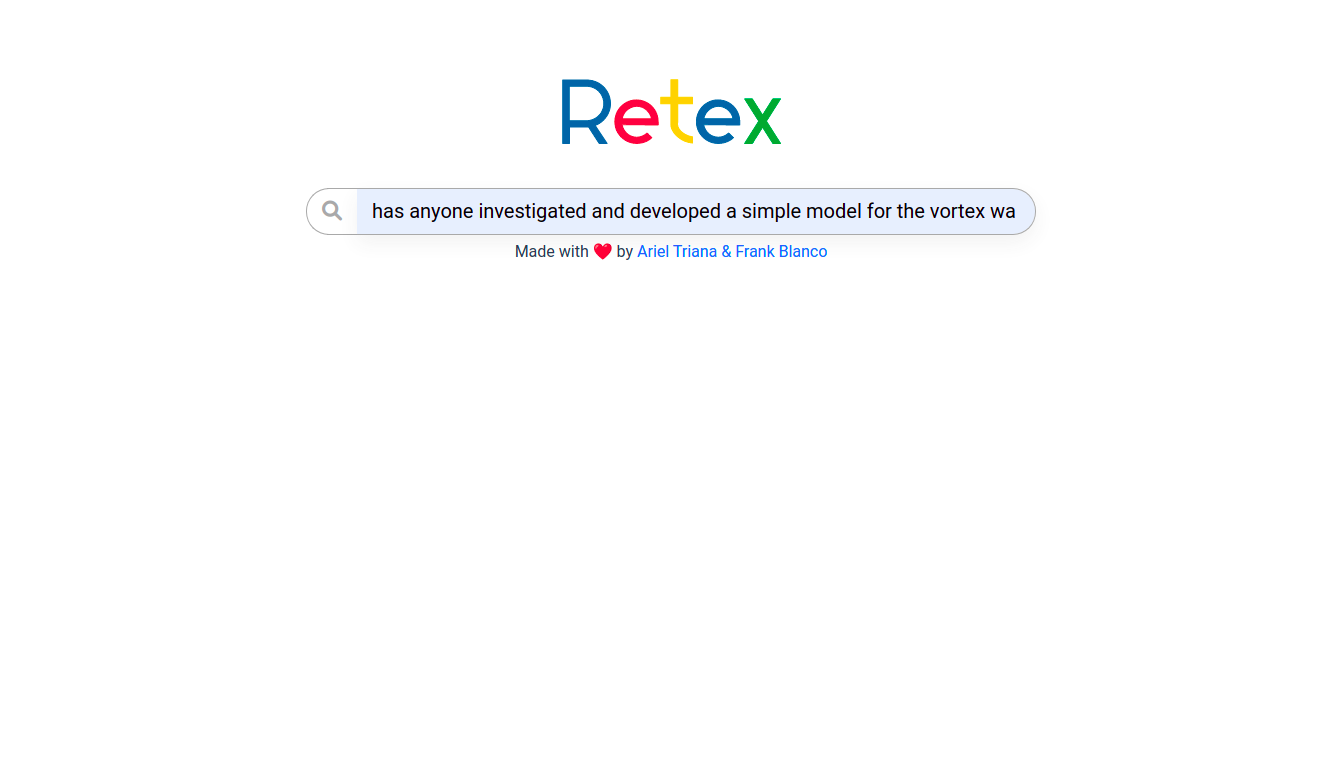 Retex
has anyone investigated and developed a simple model for the vortex wa
Made with ❤️ by Ariel Triana & Frank Blanco